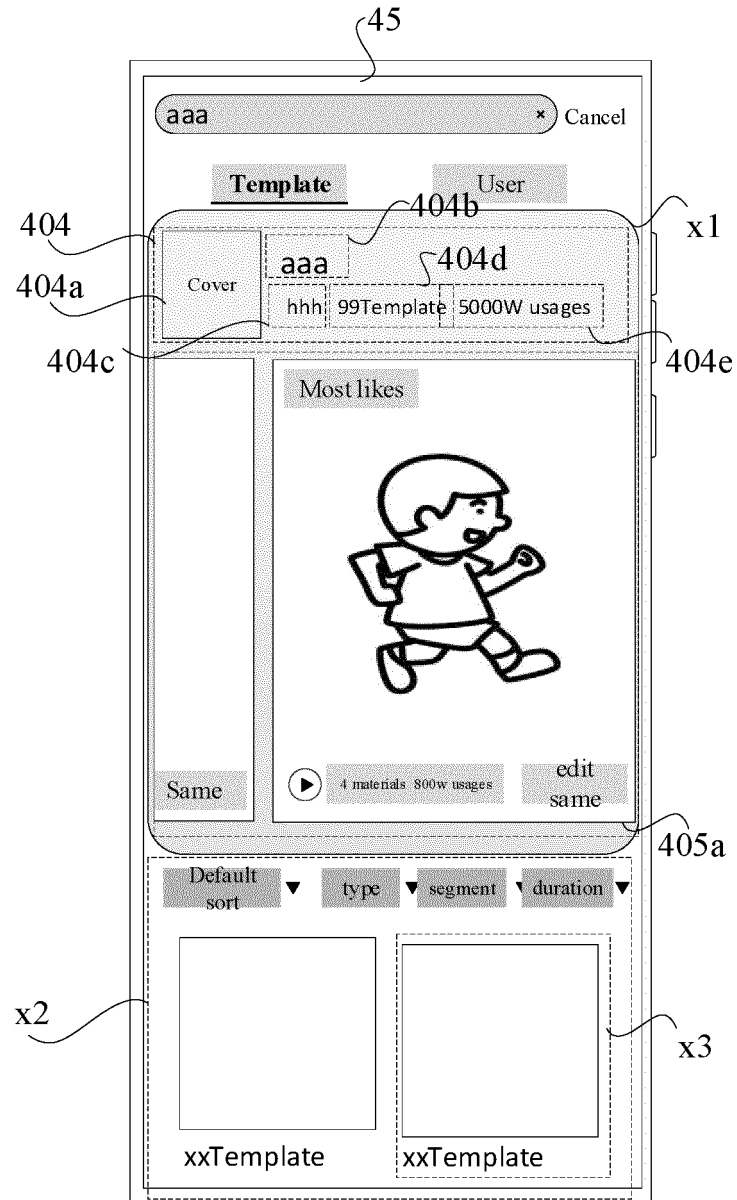 45
aaa × Cancel
Template User
404b
x1
404
aaa
404d
404a
Cover
hhh 99Template 5000W usages
404c
404e
Most likes
Same
4 materials 800w usages
edit
same
405a
Default
sort
type segment duration
x2
x3
xxTemplate xxTemplate